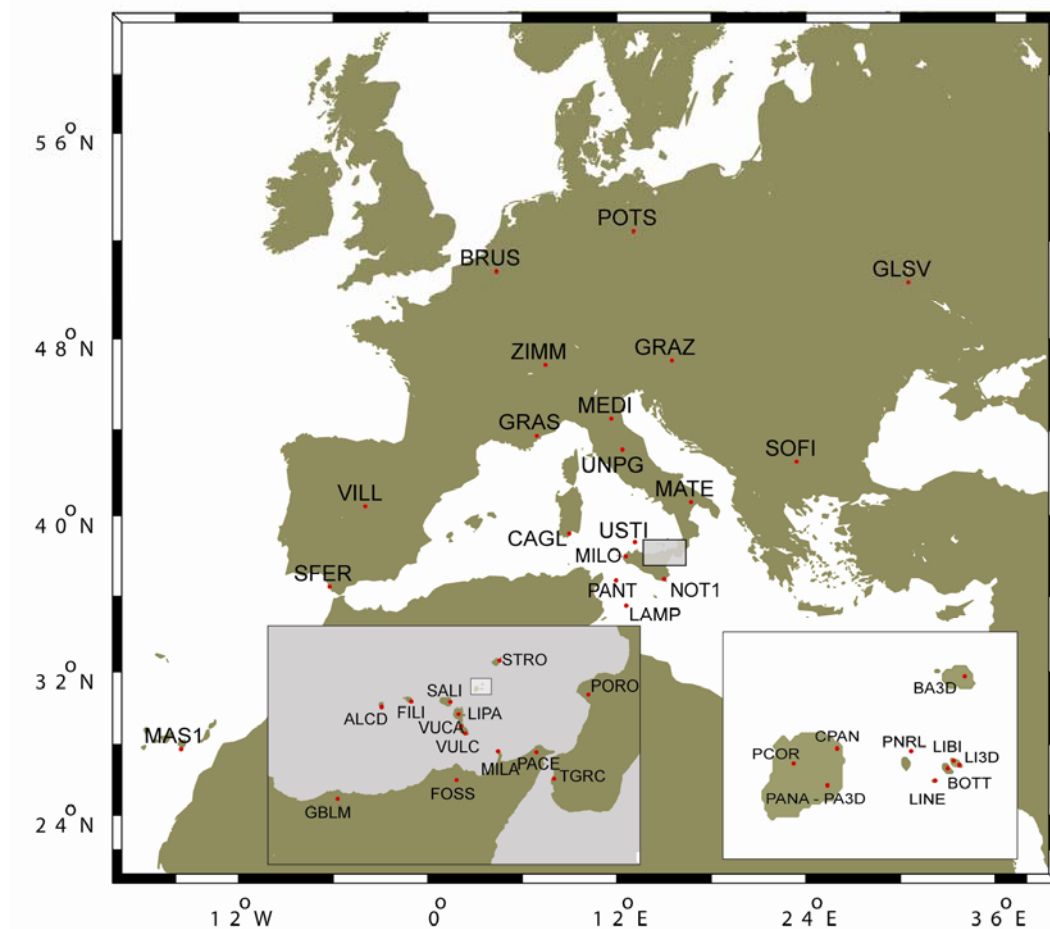 56°N
POTS
BRUS
GLSV
48°N
ZIMM
GRAZ
MEDI
GRAS
SOFI
UNPG
VILL
MATE
40°N
USTI
CAGL
MILO
SFER
PANT
NOT1
LAMP
32°N
STRO
SALI
PORO
FILI
LIPA
ALCD
VUCA
VULC
MAS1
MILA
PACE
TGRC
FOSS
GBLM
BA3D
CPAN
PNRL
LIBI
PCOR
LI3D
BOTT
PANA - PA3D
LINE
24°N
12°W
0°
12°E
24°E
36°E